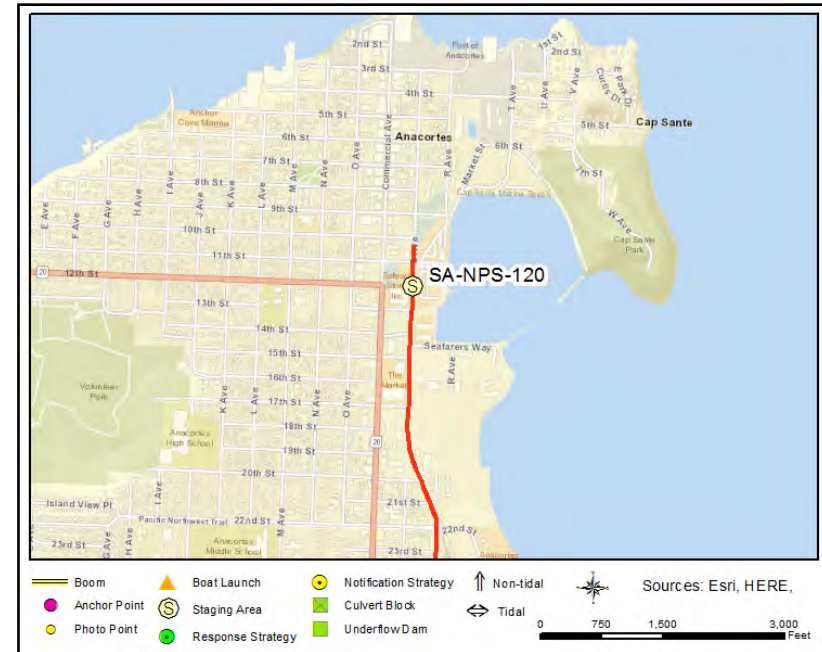 2nd St
3rd St
4th St
5th St
6th St
7th St
8th St
9th St
10th St
11th St
12th St
13th St
14th St
15th St
16th St
17th St
18th St
19th St
20th St
21st St
22nd St
23rd St
Port of
Anacortes
1st St
2nd St
E Park Dr
Curtis Dr
Cap Sante
5th St
6th St
7th St
W Ave
T Ave
U Ave
V Ave
R Ave
Market St
Cap Sante Marina Beach
Cap Sante
Park
Anchor
Cove Marina
Anacortes
Commercial Ave
E Ave
F Ave
G Ave
H Ave
I Ave
J Ave
K Ave
L Ave
M Ave
N Ave
O Ave
20
S
SA-NPS-120
Seafarers Way
R Ave
The
Market
Volunteer
Park
Anacortes
High School
K Ave
L Ave
N Ave
O Ave
20
Island View Pl
I Ave
H Ave
M Ave
Pacific Northwest Trail
22nd St
23rd St
Anacortes
Middle School
Anacortes
Boom
Boat Launch
Notification Strategy
Non-tidal
Sources: Esri, HERE,
Anchor Point
S
Staging Area
Culvert Block
Tidal
Photo Point
Response Strategy
Underflow Dam
0 750 1,500 3,000
Feet